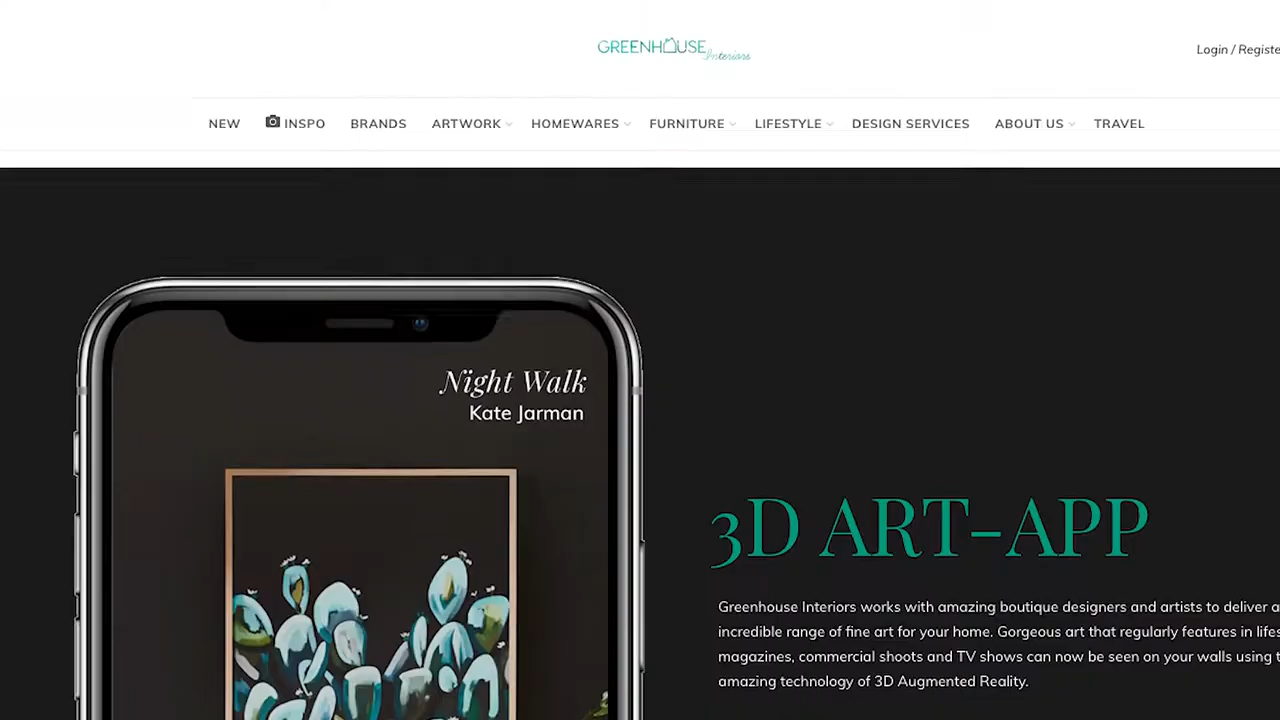 GREENHOUSE
Interiors
Login / Registe
NEW
INSPO
BRANDS
ARTWORK
HOMEWARES
FURNITURE
LIFESTYLE
DESIGN SERVICES
ABOUT US
TRAVEL
Night Walk
Kate Jarman
3D ART-APP
Greenhouse Interiors works with amazing boutique designers and artists to deliver a
incredible range of fine art for your home. Gorgeous art that regularly features in lifes
magazines, commercial shoots and TV shows can now be seen on your walls using t
amazing technology of 3D Augmented Reality.